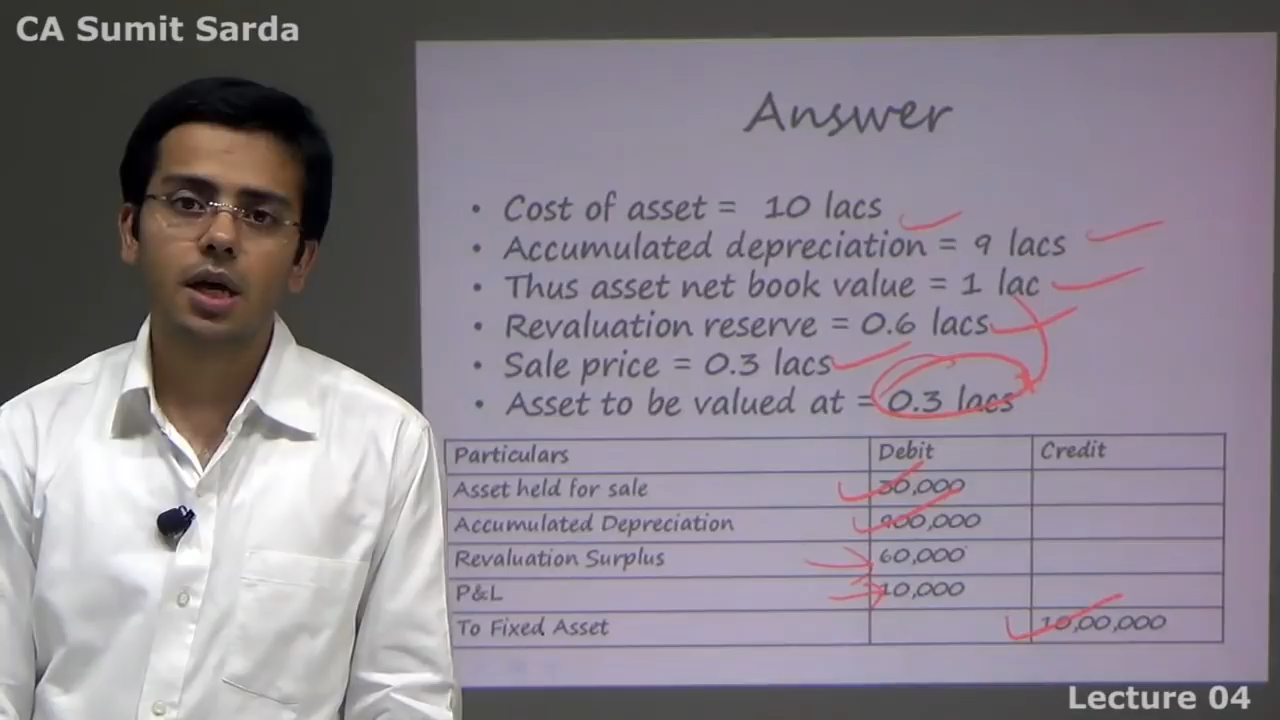 CA Sumit Sarda
Answer
• Cost of asset = 10 lacs
• Accumulated depreciation = 9 lacs
• Thus asset net book value = 1 lac
• Revaluation reserve = 0.6 lacs
• Sale price = 0.3 lacs
• Asset to be valued at = 0.3 lacs
Particulars Debit Credit
Asset held for sale 30,000
Accumulated Depreciation 900,000
Revaluation Surplus 60,000
P&L 10,000
To Fixed Asset 10,00,000
Lecture 04